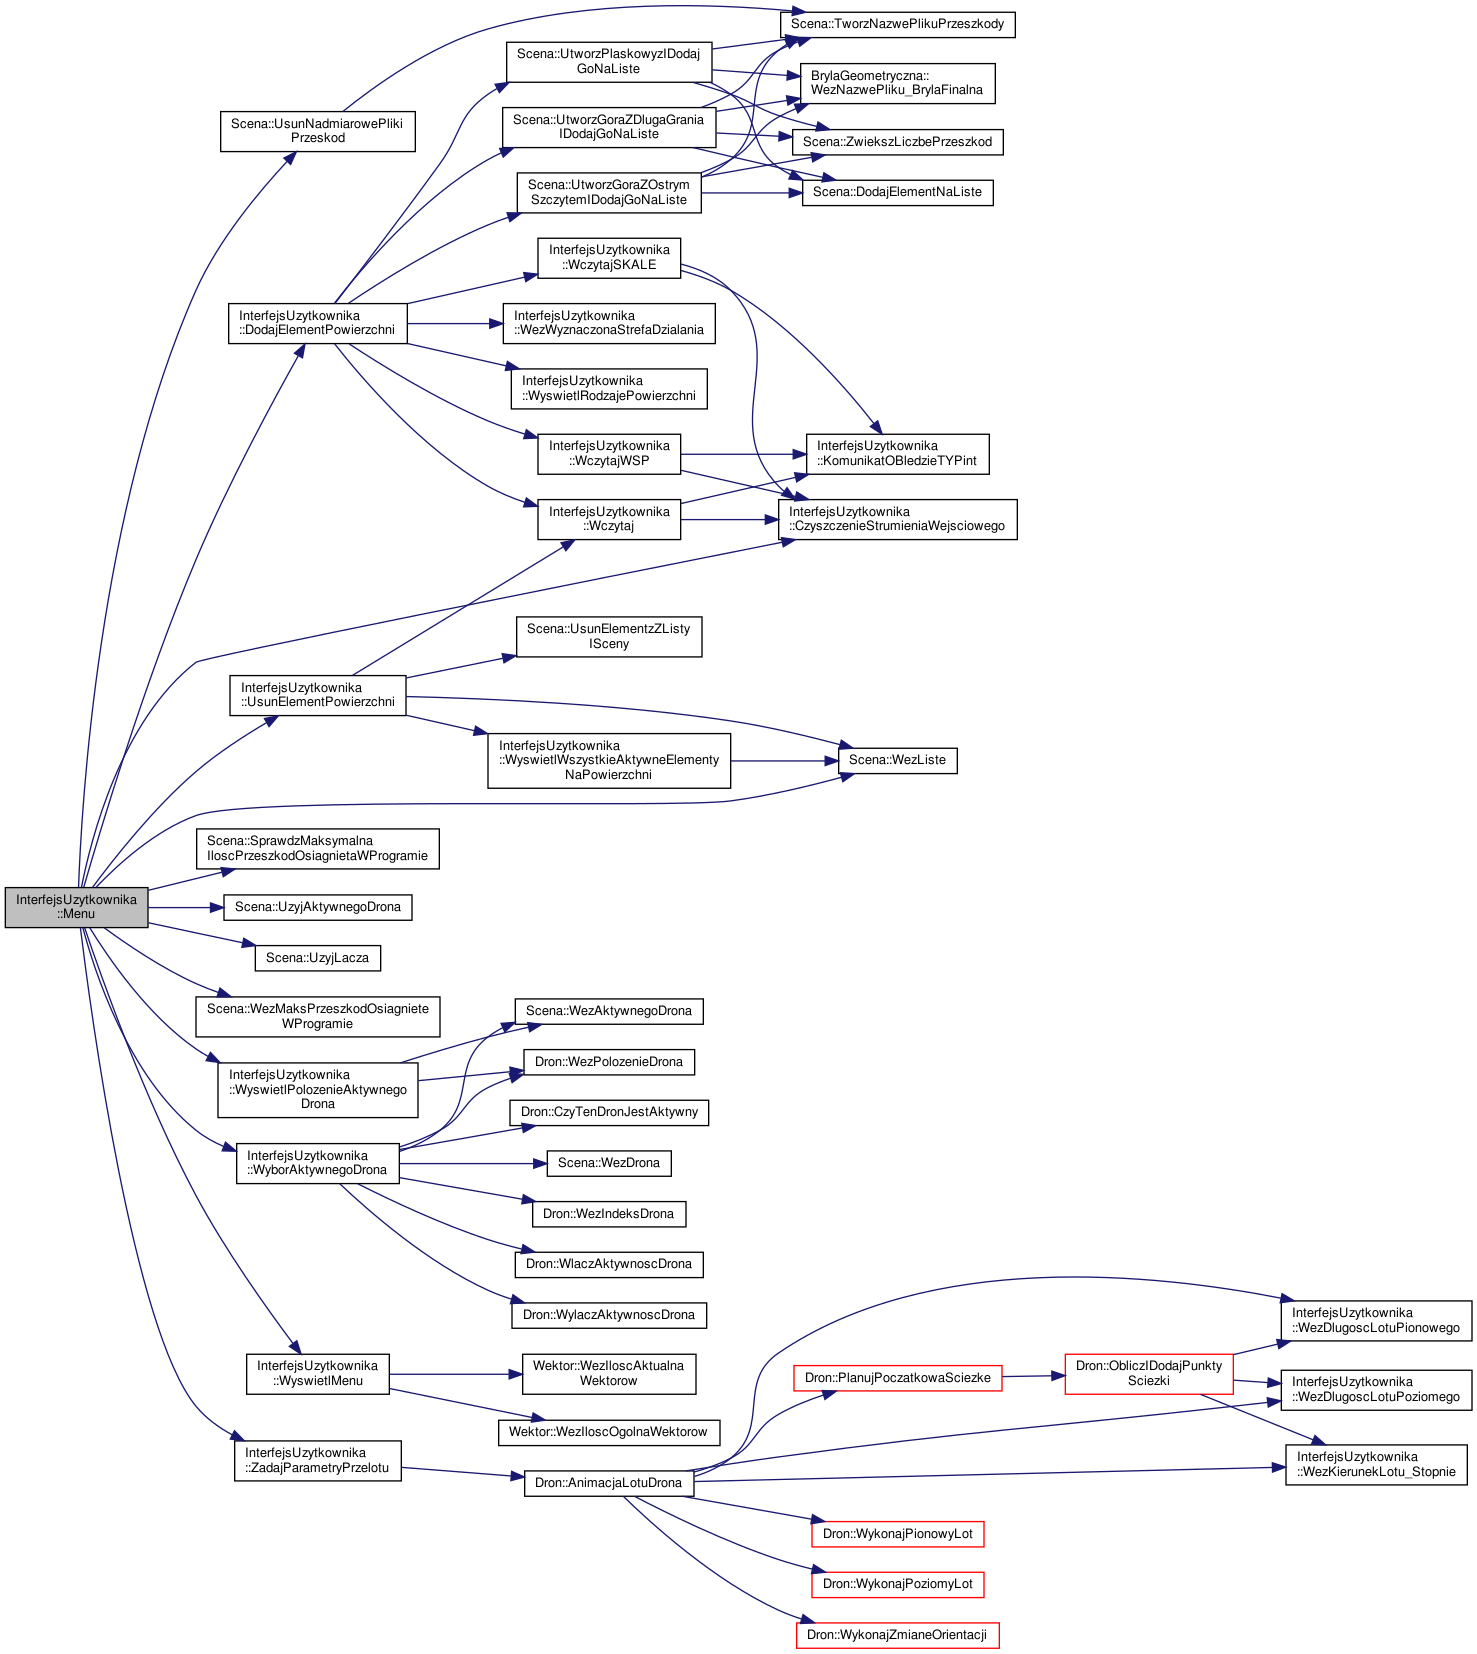 InterfejsUzytkownika
::Menu
Scena::UsunNadmiarowePliki
Przeskod
InterfejsUzytkownika
::DodajElementPowierzchni
InterfejsUzytkownika
::UsunElementPowierzchni
Scena::SprawdzMaksymalna
IloscPrzeszkodOsiagnietaWProgramie
Scena::UzyjAktywnegoDrona
Scena::UzyjLacza
Scena::WezMaksPrzeszkodOsiagniete
WProgramie
InterfejsUzytkownika
::WyswietlPolozenieAktywnego
Drona
InterfejsUzytkownika
::WyborAktywnegoDrona
InterfejsUzytkownika
::WyswietlMenu
InterfejsUzytkownika
::ZadajParametryPrzelotu
Scena::UtworzPlaskowyzIDodaj
GoNaListe
Scena::UtworzGoraZDlugaGrania
IDodajGoNaListe
Scena::UtworzGoraZOstrym
SzczytemIDodajGoNaListe
InterfejsUzytkownika
::WczytajSKALE
InterfejsUzytkownika
::WezWyznaczonaStrefaDzialania
InterfejsUzytkownika
::WyswietlRodzajePowierzchni
InterfejsUzytkownika
::WczytajWSP
InterfejsUzytkownika
::Wczytaj
Scena::UsunElementzZListy
ISceny
InterfejsUzytkownika
::WyswietlWszystkieAktywneElementy
NaPowierzchni
Scena::WezAktywnegoDrona
Dron::WezPolozenieDrona
Dron::CzyTenDronJestAktywny
Scena::WezDrona
Dron::WezIndeksDrona
Dron::WlaczAktywnoscDrona
Dron::WylaczAktywnoscDrona
Wektor::WezIloscAktualna
Wektorow
Wektor::WezIloscOgolnaWektorow
Dron::AnimacjaLotuDrona
Scena::TworzNazwePlikuPrzeszkody
BrylaGeometryczna::
WezNazwePliku_BrylaFinalna
Scena::ZwiekszLiczbePrzeszkod
Scena::DodajElementNaListe
InterfejsUzytkownika
::KomunikatOBledzieTYPint
InterfejsUzytkownika
::CzyszczenieStrumieniaWejsciowego
Scena::WezListe
Dron::PlanujPoczatkowaSciezke
Dron::WykonajPionowyLot
Dron::WykonajPoziomyLot
Dron::WykonajZmianeOrientacji
Dron::ObliczIDodajPunkty
Sciezki
InterfejsUzytkownika
::WezDlugoscLotuPionowego
InterfejsUzytkownika
::WezDlugoscLotuPoziomego
InterfejsUzytkownika
::WezKierunekLotu_Stopnie